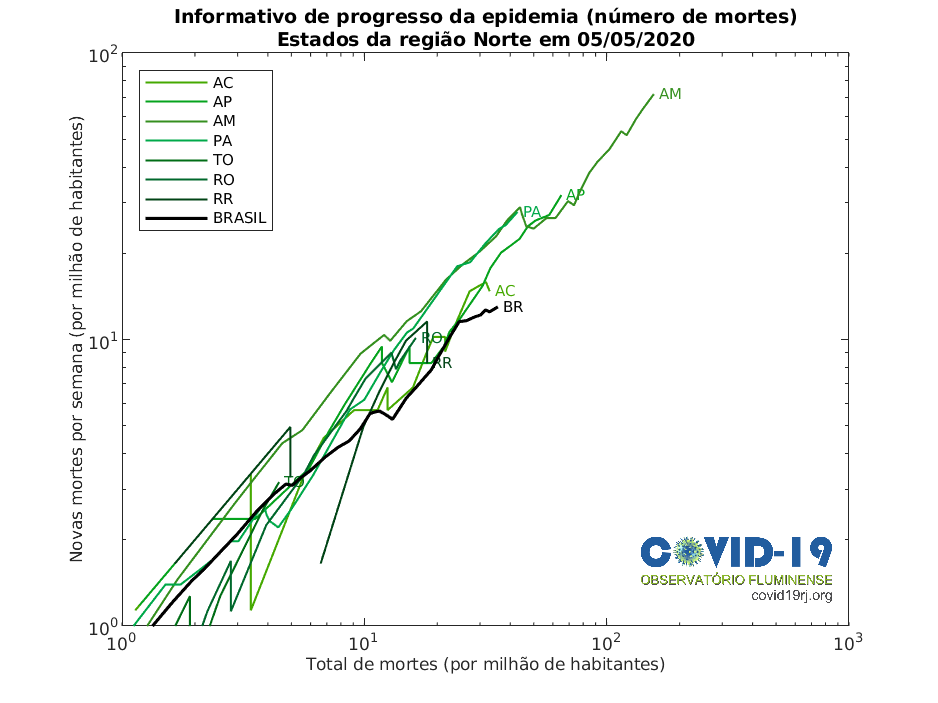 Informativo de progresso da epidemia (número de mortes)
Estados da região Norte em 05/05/2020
10²
10¹
10⁰
Novas mortes por semana (por milhão de habitantes)
AC
AP
AM
PA
TO
RO
RR
BRASIL
AM
AP
PA
AC
BR
RO
RR
TO
COVID-19
OBSERVATÓRIO FLUMINENSE
covid19rj.org
10⁰ 10¹ 10² 10³
Total de mortes (por milhão de habitantes)